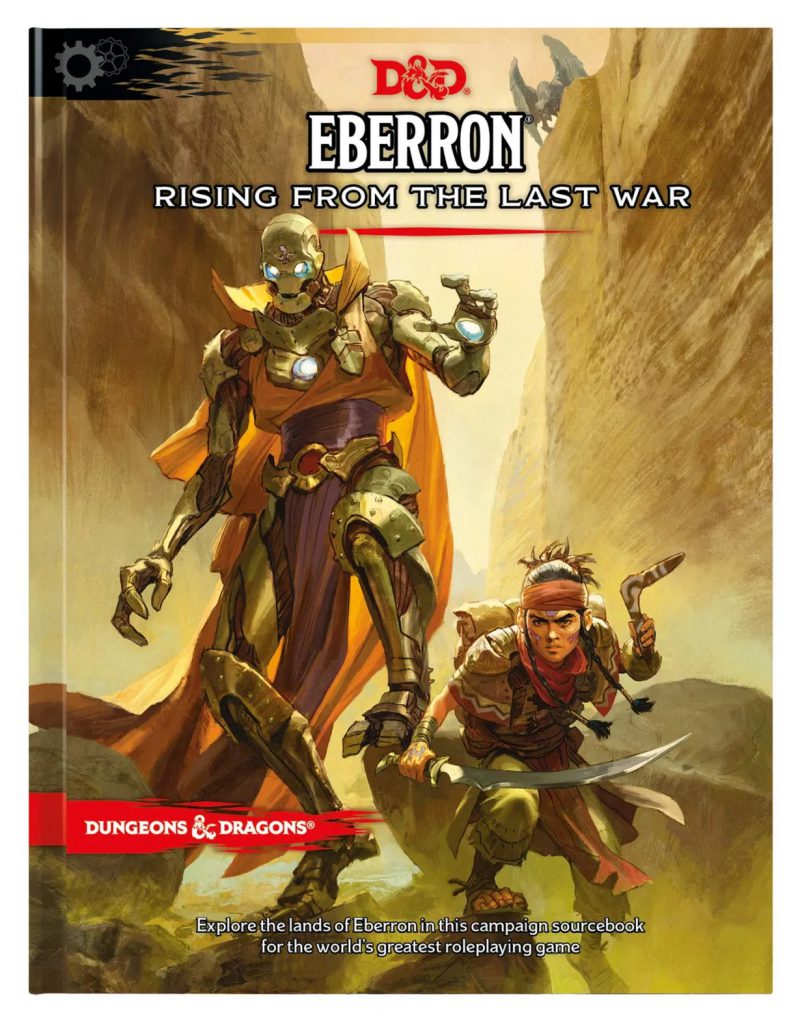 D&D®
EBERRON®
RISING FROM THE LAST WAR
DUNGEONS & DRAGONS®
Explore the lands of Eberron in this campaign sourcebook
for the world's greatest roleplaying game